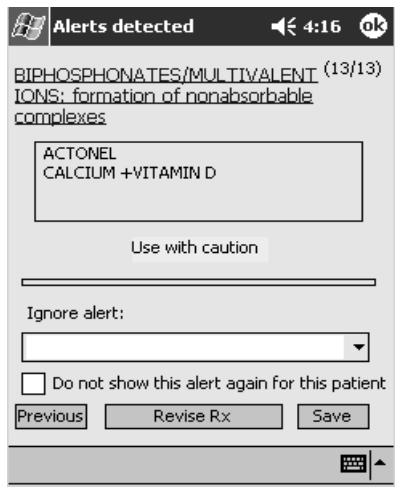 Alerts detected 4:16 ok
BIPHOSPHONATES/MULTIVALENT (13/13)
IONS: formation of nonabsorbable
complexes
ACTONEL
CALCIUM +VITAMIN D
Use with caution
Ignore alert:
Do not show this alert again for this patient
Previous Revise Rx Save